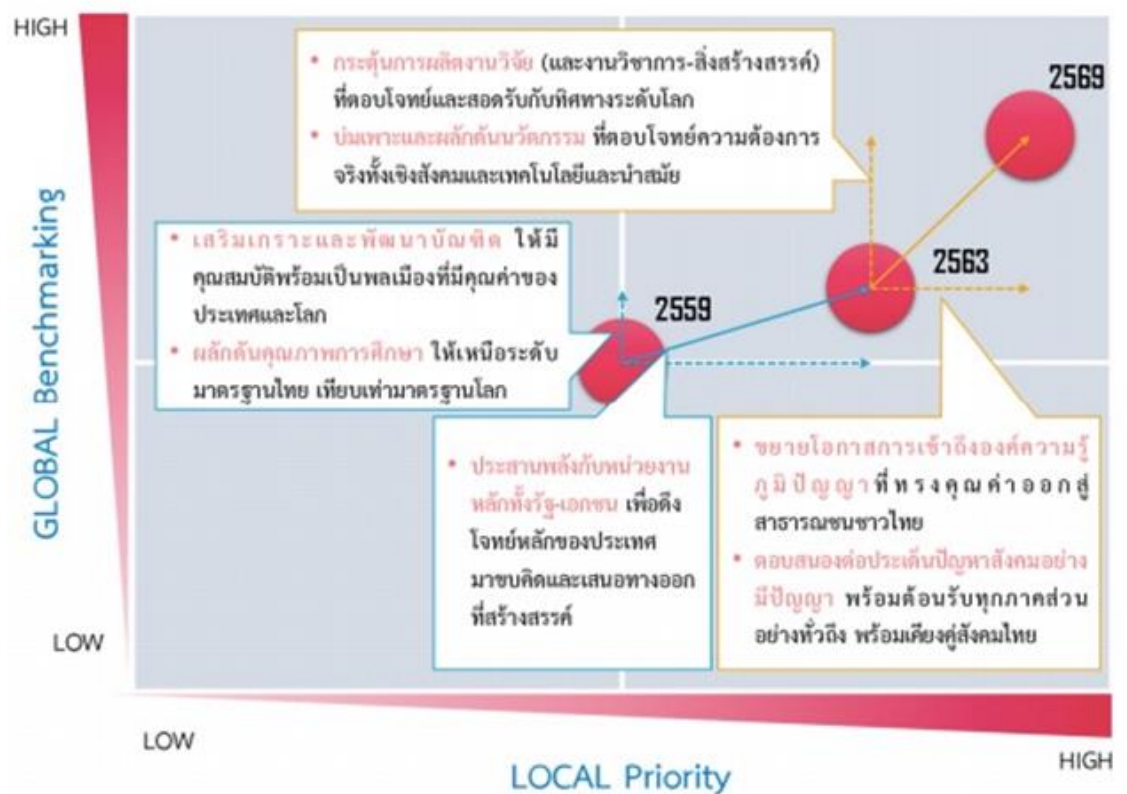 HIGH
• กระตุ้นการผลิตงานวิจัย (และงานวิชาการ-สิ่งสร้างสรรค์)
ที่ตอบโจทย์และสอดรับกับทิศทางระดับโลก
• บ่มเพาะและผลักดันนวัตกรรม ที่ตอบโจทย์ความต้องการ
จริงทั้งเชิงสังคมและเทคโนโลยีและนำสมัย
2569
• เสริมเกราะและพัฒนาบัณฑิต ให้มี
คุณสมบัติพร้อมเป็นพลเมืองที่มีคุณค่าของ
ประเทศและโลก
• ผลักดันคุณภาพการศึกษา ให้เหนือระดับ
มาตรฐานไทย เทียบเท่ามาตรฐานโลก
2559
2563
• ประสานพลังกับหน่วยงาน
หลักทั้งรัฐ-เอกชน เพื่อดึง
โจทย์หลักของประเทศ
มาขบคิดและเสนอทางออก
ที่สร้างสรรค์
• ขยายโอกาสการเข้าถึงองค์ความรู้
ภูมิปัญญาที่ทรงคุณค่าออกสู่
สาธารณชนชาวไทย
• ตอบสนองต่อประเด็นปัญหาสังคมอย่าง
มีปัญญา พร้อมต้อนรับทุกภาคส่วน
อย่างทั่วถึง พร้อมเคียงคู่สังคมไทย
GLOBAL Benchmarking
LOW
LOW
HIGH
LOCAL Priority